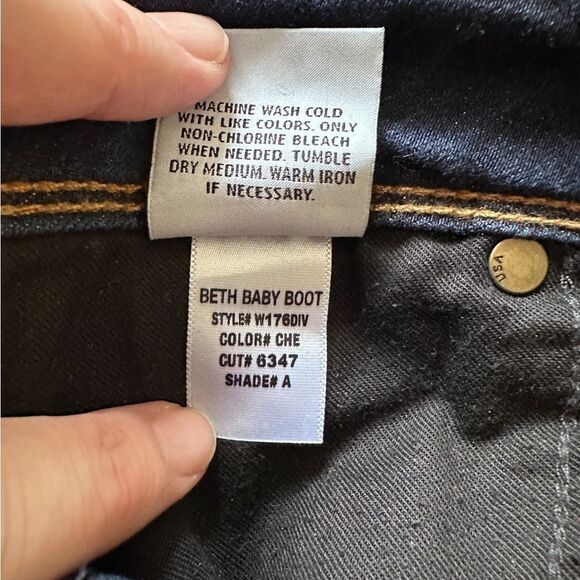 MACHINE WASH COLD
WITH LIKE COLORS. ONLY
NON-CHLORINE BLEACH
WHEN NEEDED. TUMBLE
DRY MEDIUM. WARM IRON
IF NECESSARY.
BETH BABY BOOT
STYLE# W176DIV
COLOR# CHE
CUT# 6347
SHADE# A
USA